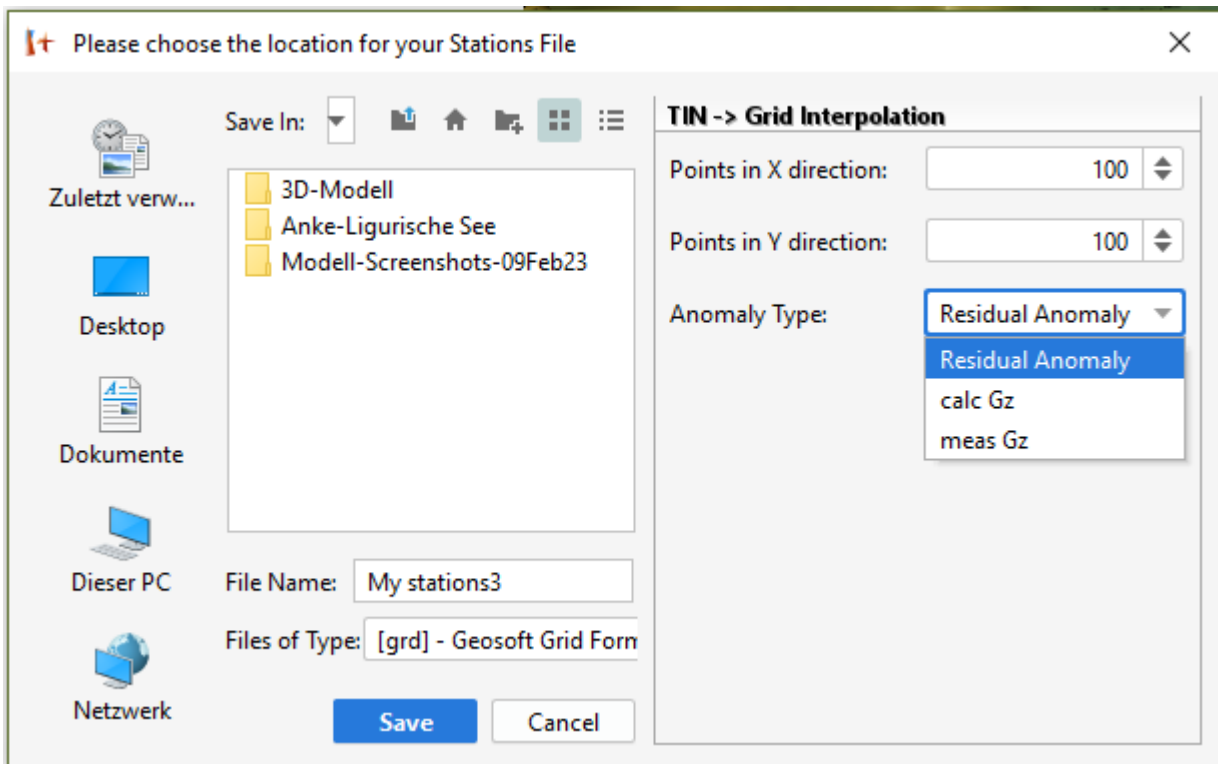 Please choose the location for your Stations File
Zuletzt verw...
Desktop
Dokumente
Dieser PC
Netzwerk
Save In:
3D-Modell
Anke-Ligurische See
Modell-Screenshots-09Feb23
File Name: My stations3
Files of Type: [grd] - Geosoft Grid Form
Save Cancel
TIN -> Grid Interpolation
Points in X direction: 100
Points in Y direction: 100
Anomaly Type: Residual Anomaly
Residual Anomaly
calc Gz
meas Gz